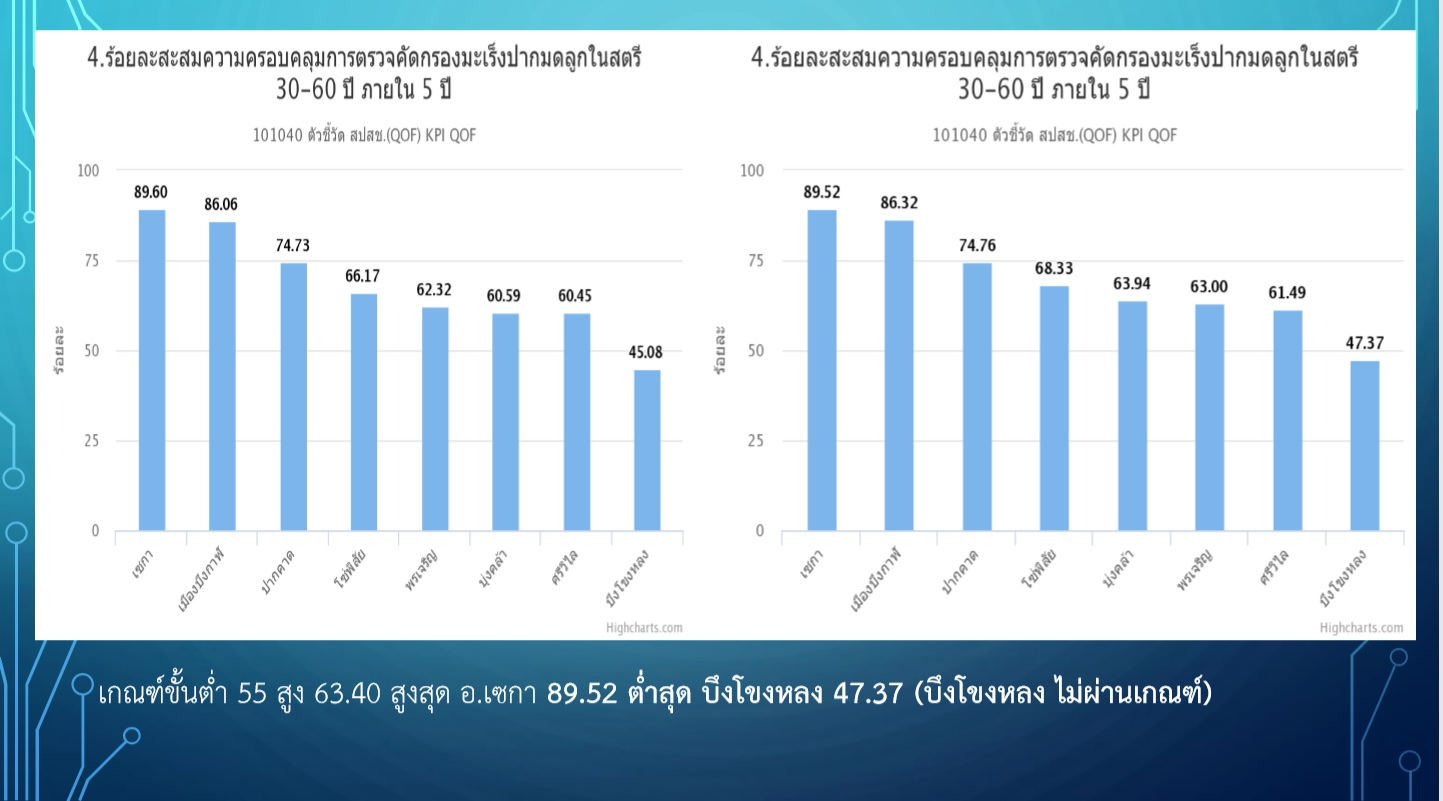 4.ร้อยละสะสมความครอบคลุมการตรวจคัดกรองมะเร็งปากมดลูกในสตรี
30-60 ปี ภายใน 5 ปี
101040 ตัวชี้วัด สปสช.(QOF) KPI QOF
100
75
50
25
0
ร้อยละ
89.60
86.06
74.73
66.17
62.32
60.59
60.45
45.08
เซกา
เมืองบึงกาฬ
ปากคาด
โซ่พิสัย
พรเจริญ
บุ่งคล้า
ศรีวิไล
บึงโขงหลง
Highcharts.com
4.ร้อยละสะสมความครอบคลุมการตรวจคัดกรองมะเร็งปากมดลูกในสตรี
30-60 ปี ภายใน 5 ปี
101040 ตัวชี้วัด สปสช.(QOF) KPI QOF
100
75
50
25
0
ร้อยละ
89.52
86.32
74.76
68.33
63.94
63.00
61.49
47.37
เซกา
เมืองบึงกาฬ
ปากคาด
โซ่พิสัย
บุ่งคล้า
พรเจริญ
ศรีวิไล
บึงโขงหลง
Highcharts.com
เกณฑ์ขั้นต่ำ 55 สูง 63.40 สูงสุด อ.เซกา 89.52 ต่ำสุด บึงโขงหลง 47.37 (บึงโขงหลง ไม่ผ่านเกณฑ์)